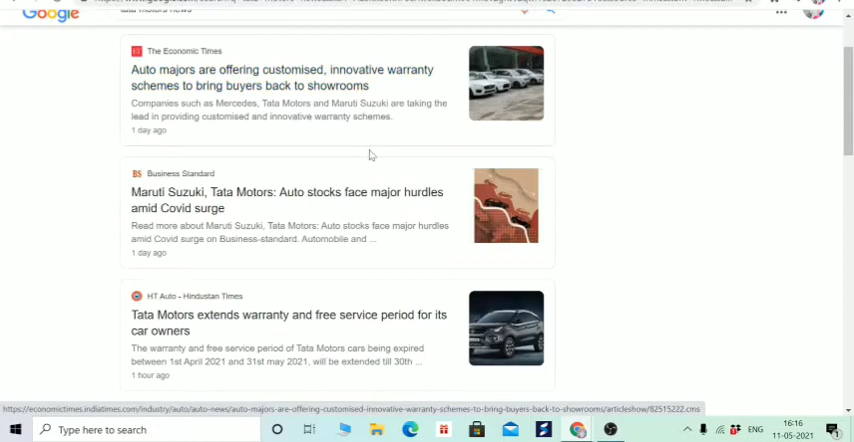 Google
tata motors news
The Economic Times
Auto majors are offering customised, innovative warranty
schemes to bring buyers back to showrooms
Companies such as Mercedes, Tata Motors and Maruti Suzuki are taking the
lead in providing customised and innovative warranty schemes.
1 day ago
BS Business Standard
Maruti Suzuki, Tata Motors: Auto stocks face major hurdles
amid Covid surge
Read more about Maruti Suzuki, Tata Motors: Auto stocks face major hurdles
amid Covid surge on Business-standard. Automobile and ...
1 day ago
HT Auto - Hindustan Times
Tata Motors extends warranty and free service period for its
car owners
The warranty and free service period of Tata Motors cars being expired
between 1st April 2021 and 31st may 2021, will be extended till 30th ...
1 hour ago
https://economictimes.indiatimes.com/industry/auto/auto-news/auto-majors-are-offering-customised-innovative-warranty-schemes-to-bring-buyers-back-to-showrooms/articleshow/82515222.cms
Type here to search
ENG
16:16
11-05-2021
1